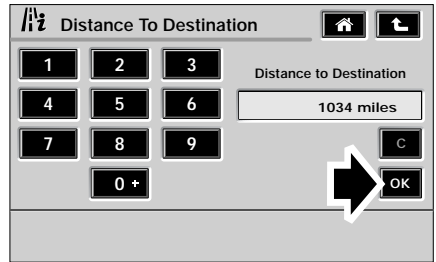 i Distance To Destination
1 2 3 Distance to Destination
4 5 6 1034 miles
7 8 9 C
0 + OK